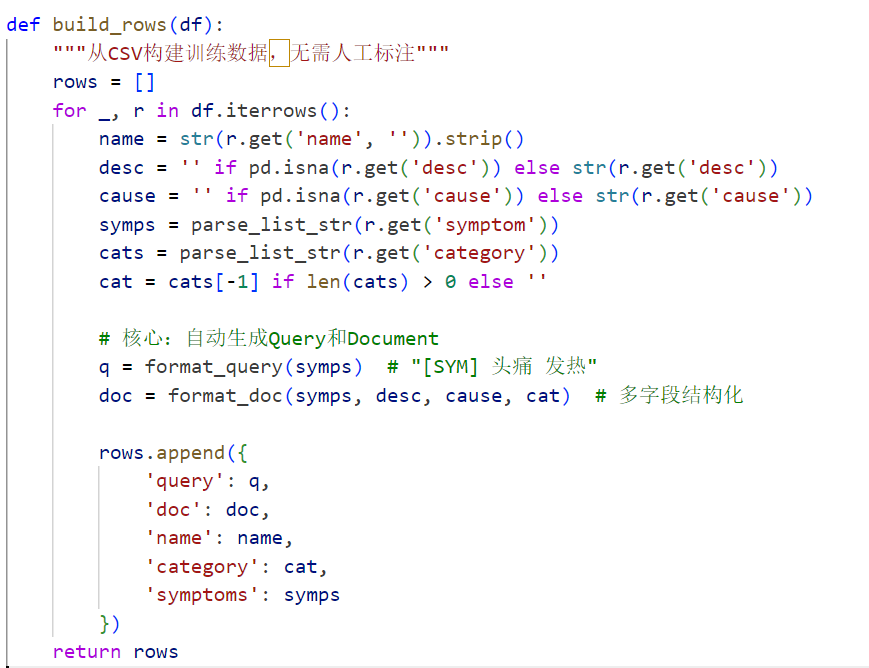 def build_rows(df):
    """从CSV构建训练数据，无需人工标注"""
    rows = []
    for _, r in df.iterrows():
        name = str(r.get('name', '')).strip()
        desc = '' if pd.isna(r.get('desc')) else str(r.get('desc'))
        cause = '' if pd.isna(r.get('cause')) else str(r.get('cause'))
        symps = parse_list_str(r.get('symptom'))
        cats = parse_list_str(r.get('category'))
        cat = cats[-1] if len(cats) > 0 else ''

        # 核心：自动生成Query和Document
        q = format_query(symps)  # "[SYM] 头痛 发热"
        doc = format_doc(symps, desc, cause, cat)  # 多字段结构化

        rows.append({
            'query': q,
            'doc': doc,
            'name': name,
            'category': cat,
            'symptoms': symps
        })
    return rows